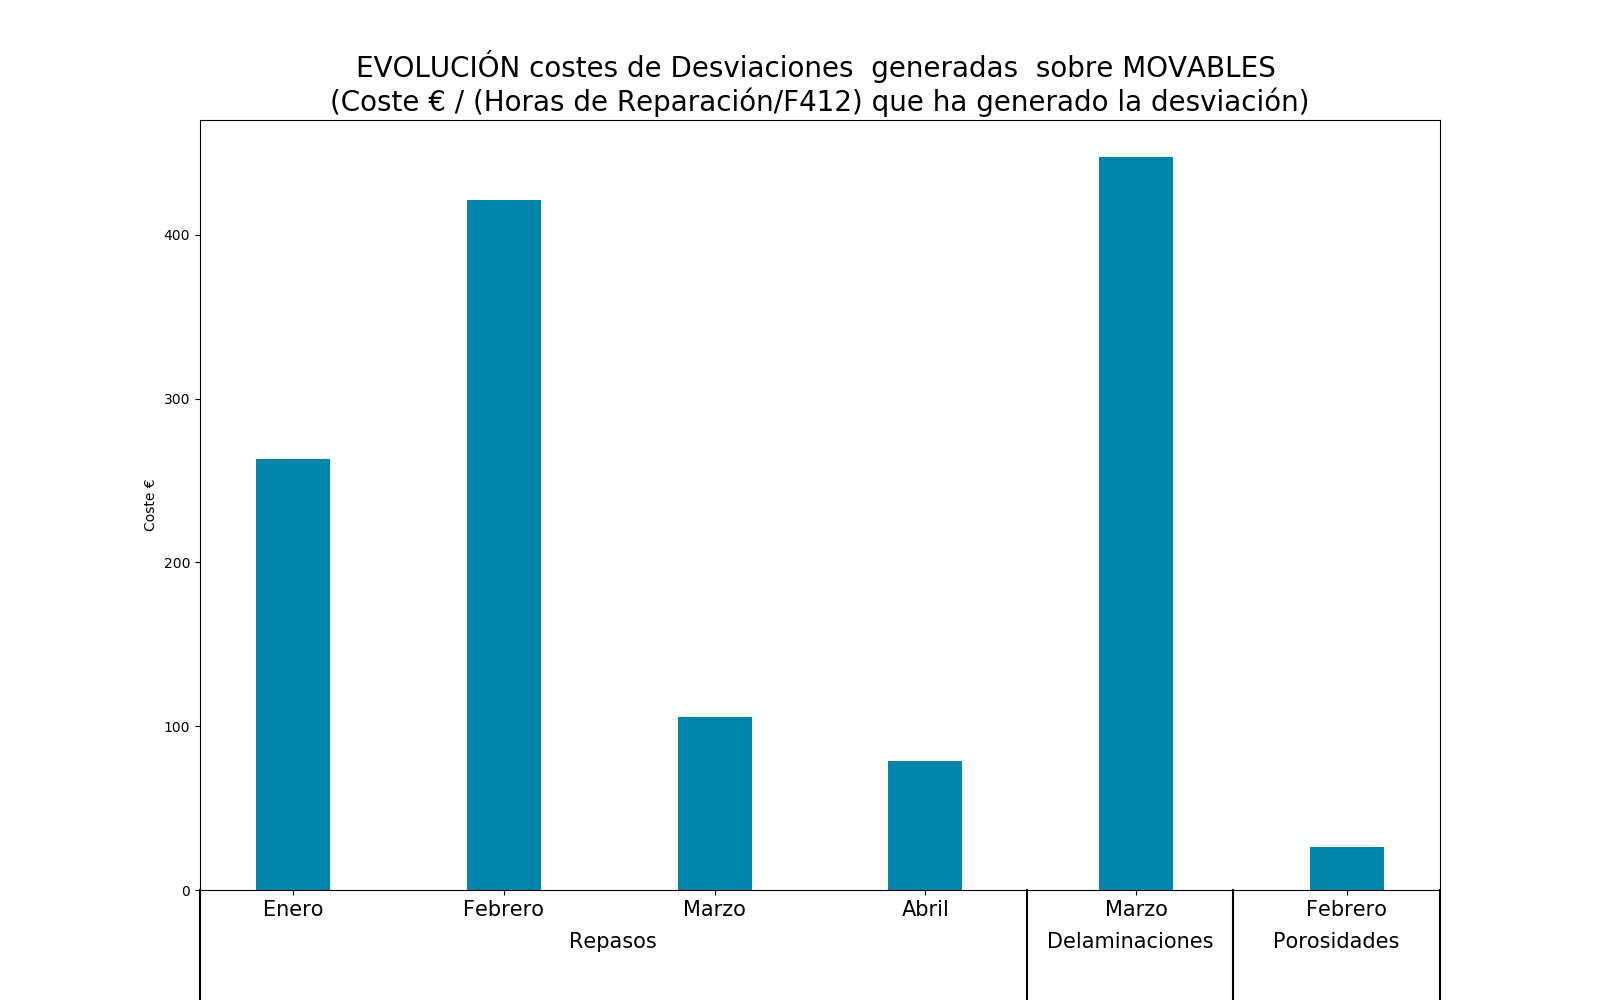 EVOLUCIÓN costes de Desviaciones  generadas  sobre MOVABLES
(Coste € / (Horas de Reparación/F412) que ha generado la desviación)
400
300
200
100
0
Coste €
Enero Febrero Marzo Abril Marzo Febrero
Repasos Delaminaciones Porosidades